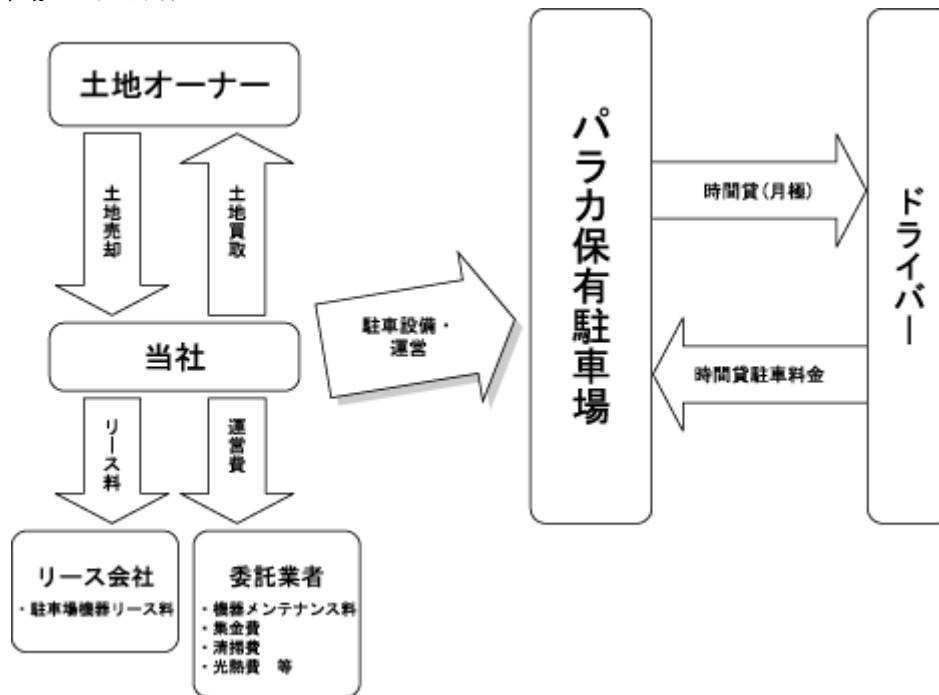 土地オーナー
土地売却
土地買取
当社
リース料
運営費
リース会社
・駐車場機器リース料
委託業者
・機器メンテナンス料
・集金費
・清掃費
・光熱費 等
駐車設備・
運営
パラカ保有駐車場
時間貸(月極)
時間貸駐車料金
ドライバー